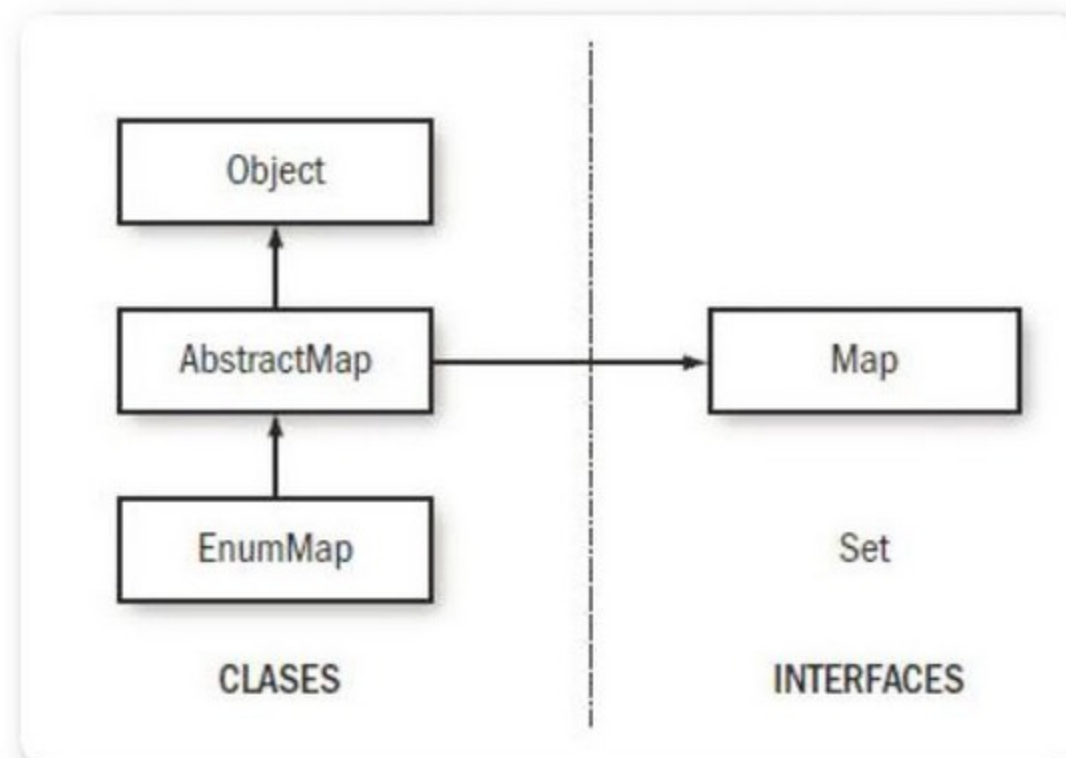 Object
AbstractMap
Map
EnumMap
Set
CLASES
INTERFACES